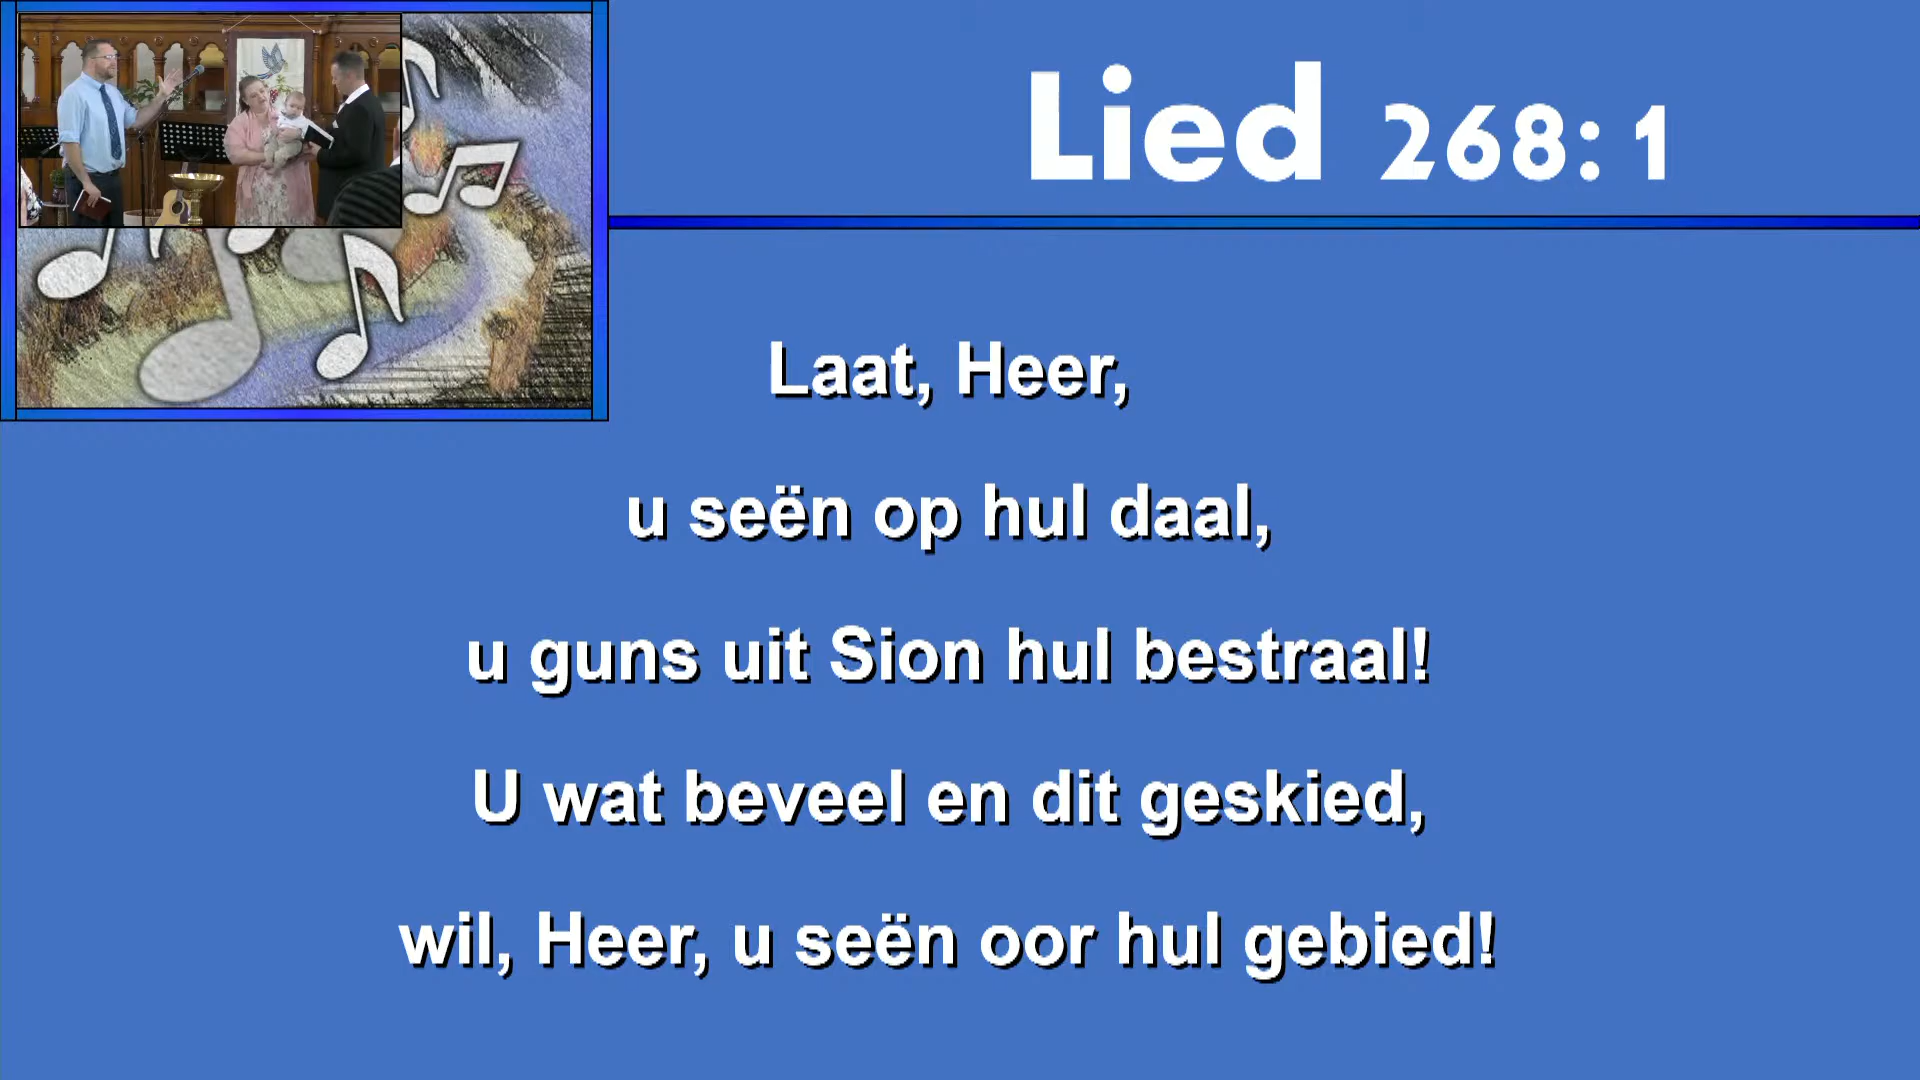 Lied 268: 1
Laat, Heer,
u seën op hul daal,
u guns uit Sion hul bestraal!
U wat beveel en dit geskied,
wil, Heer, u seën oor hul gebied!